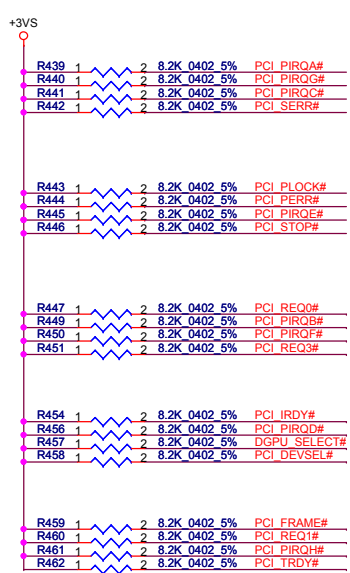 +3VS
R439 1 2 8.2K_0402_5% PCI_PIRQA#
R440 1 2 8.2K_0402_5% PCI_PIRQG#
R441 1 2 8.2K_0402_5% PCI_PIRQC#
R442 1 2 8.2K_0402_5% PCI_SERR#
R443 1 2 8.2K_0402_5% PCI_PLOCK#
R444 1 2 8.2K_0402_5% PCI_PERR#
R445 1 2 8.2K_0402_5% PCI_PIRQE#
R446 1 2 8.2K_0402_5% PCI_STOP#
R447 1 2 8.2K_0402_5% PCI_REQ0#
R449 1 2 8.2K_0402_5% PCI_PIRQB#
R450 1 2 8.2K_0402_5% PCI_PIRQF#
R451 1 2 8.2K_0402_5% PCI_REQ3#
R454 1 2 8.2K_0402_5% PCI_IRDY#
R456 1 2 8.2K_0402_5% PCI_PIRQD#
R457 1 2 8.2K_0402_5% DGPU_SELECT#
R458 1 2 8.2K_0402_5% PCI_DEVSEL#
R459 1 2 8.2K_0402_5% PCI_FRAME#
R460 1 2 8.2K_0402_5% PCI_REQ1#
R461 1 2 8.2K_0402_5% PCI_PIRQH#
R462 1 2 8.2K_0402_5% PCI_TRDY#